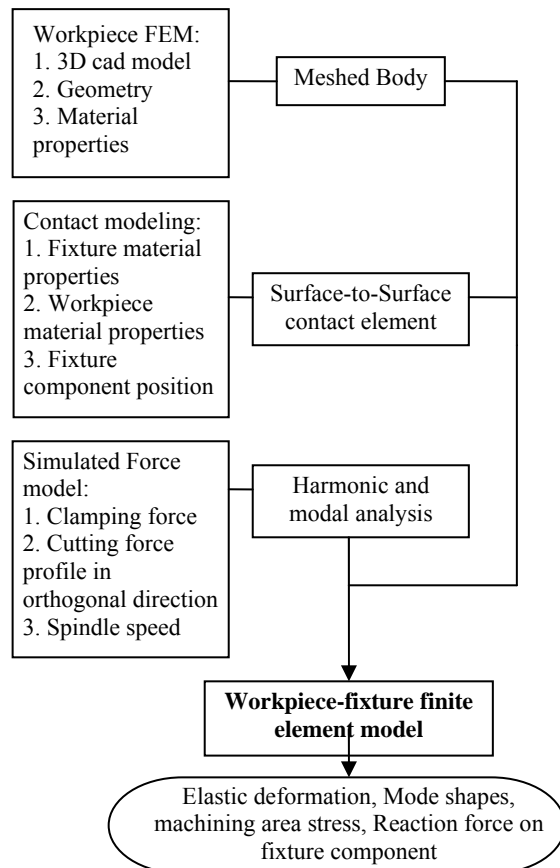 Workpiece FEM:
1. 3D cad model
2. Geometry
3. Material
properties
Meshed Body
Contact modeling:
1. Fixture material
properties
2. Workpiece
material properties
3. Fixture
component position
Surface-to-Surface
contact element
Simulated Force
model:
1. Clamping force
2. Cutting force
profile in
orthogonal direction
3. Spindle speed
Harmonic and
modal analysis
Workpiece-fixture finite
element model
Elastic deformation, Mode shapes,
machining area stress, Reaction force on
fixture component